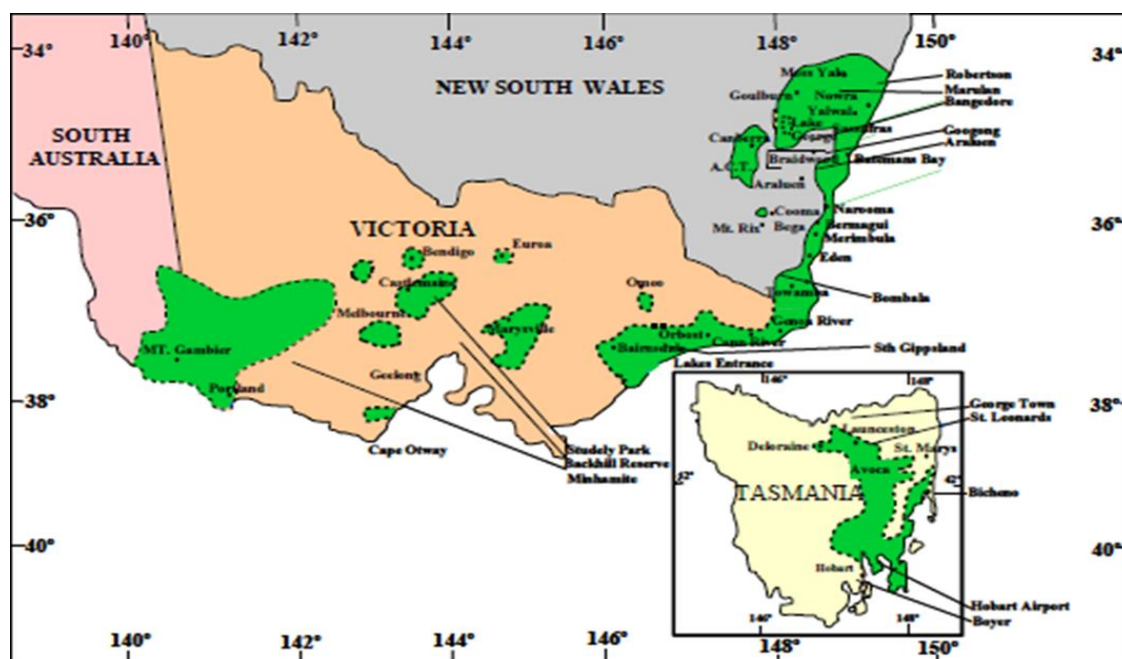 140° 142° 144° 146° 148° 150°
34° 34°
NEW SOUTH WALES
SOUTH
AUSTRALIA
Moss Vale
Goulburn
Nowra
Yalwal
Lake
George
Sassafras
Canberra
A.C.T.
Braidwood
Araluen
Batemans Bay
Robertson
Marulan
Bangedore
Googong
Araluen
36° 36°
Cooma
Mt. Rix
Bega
Narooma
Bermagui
Merimbula
Eden
Towamba
Bombala
VICTORIA
Bendigo
Euroa
Castlemaine
Omeo
Melbourne
Marysville
Genoa River
Orbost
Cann River
Bairnsdale
Sth Gippsland
Lakes Entrance
MT. Gambier
Portland
Geelong
38° 38°
Cape Otway
Studely Park
Backhill Reserve
Minhamite
146° 148°
George Town
St. Leonards
Launceston
Deloraine
St. Marys
Avoca
42° 42°
TASMANIA
Bicheno
40° 40°
Hobart
Hobart Airport
Boyer
146° 148°
140° 142° 144° 146° 148° 150°